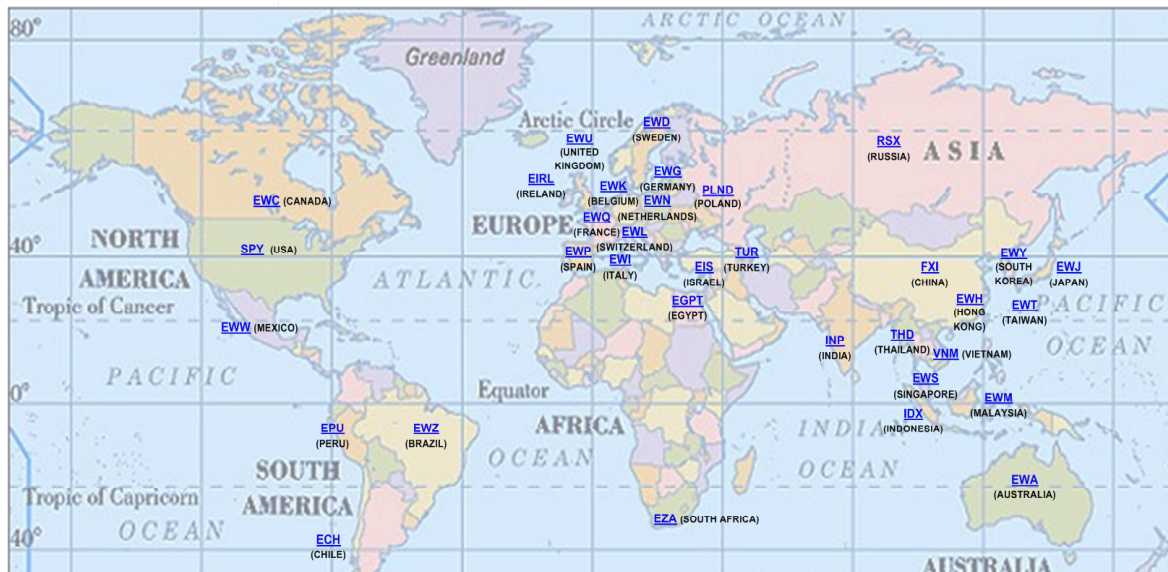 ARCTIC OCEAN
80°
Greenland
Arctic Circle
EWD
(SWEDEN)
EWU
(UNITED
KINGDOM)
RSX
(RUSSIA)
ASIA
EIRL
(IRELAND)
EWK
(BELGIUM)
EWG
(GERMANY)
PLND
(POLAND)
EWC (CANADA)
EWN
(NETHERLANDS)
EUROPE
EWQ
(FRANCE)
EWL
(SWITZERLAND)
NORTH
AMERICA
SPY (USA)
40°
EWP
(SPAIN)
EWI
(ITALY)
EIS
(ISRAEL)
TUR
(TURKEY)
FXI
(CHINA)
EWY
(SOUTH
KOREA)
EWJ
(JAPAN)
ATLANTIC
Tropic of Cancer
EGPT
(EGYPT)
EWH
(HONG
KONG)
EWT
(TAIWAN)
PACIFIC
OCEAN
EWW (MEXICO)
INP
(INDIA)
THD
(THAILAND)
VNM (VIETNAM)
PACIFIC
Equator
0°
EWS
(SINGAPORE)
EWM
(MALAYSIA)
IDX
(INDONESIA)
EPU
(PERU)
EWZ
(BRAZIL)
AFRICA
INDIAN
OCEAN
OCEAN
SOUTH
AMERICA
EWA
(AUSTRALIA)
Tropic of Capricorn
OCEAN
EZA (SOUTH AFRICA)
ECH
(CHILE)
40°
AUSTRALIA